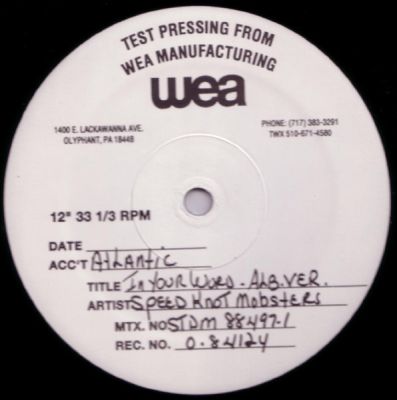 TEST PRESSING FROM
WEA MANUFACTURING
wea
1400 E. LACKAWANNA AVE.
OLYPHANT, PA 18448
PHONE: (717) 383-3291
TWX 510-671-4580
12" 33 1/3 RPM
DATE
ACC'T Atlantic
TITLE In Your Word - Alb. Ver.
ARTIST Speed Knot Mobsters
MTX. NO STDM 88497-1
REC. NO. 0-84124